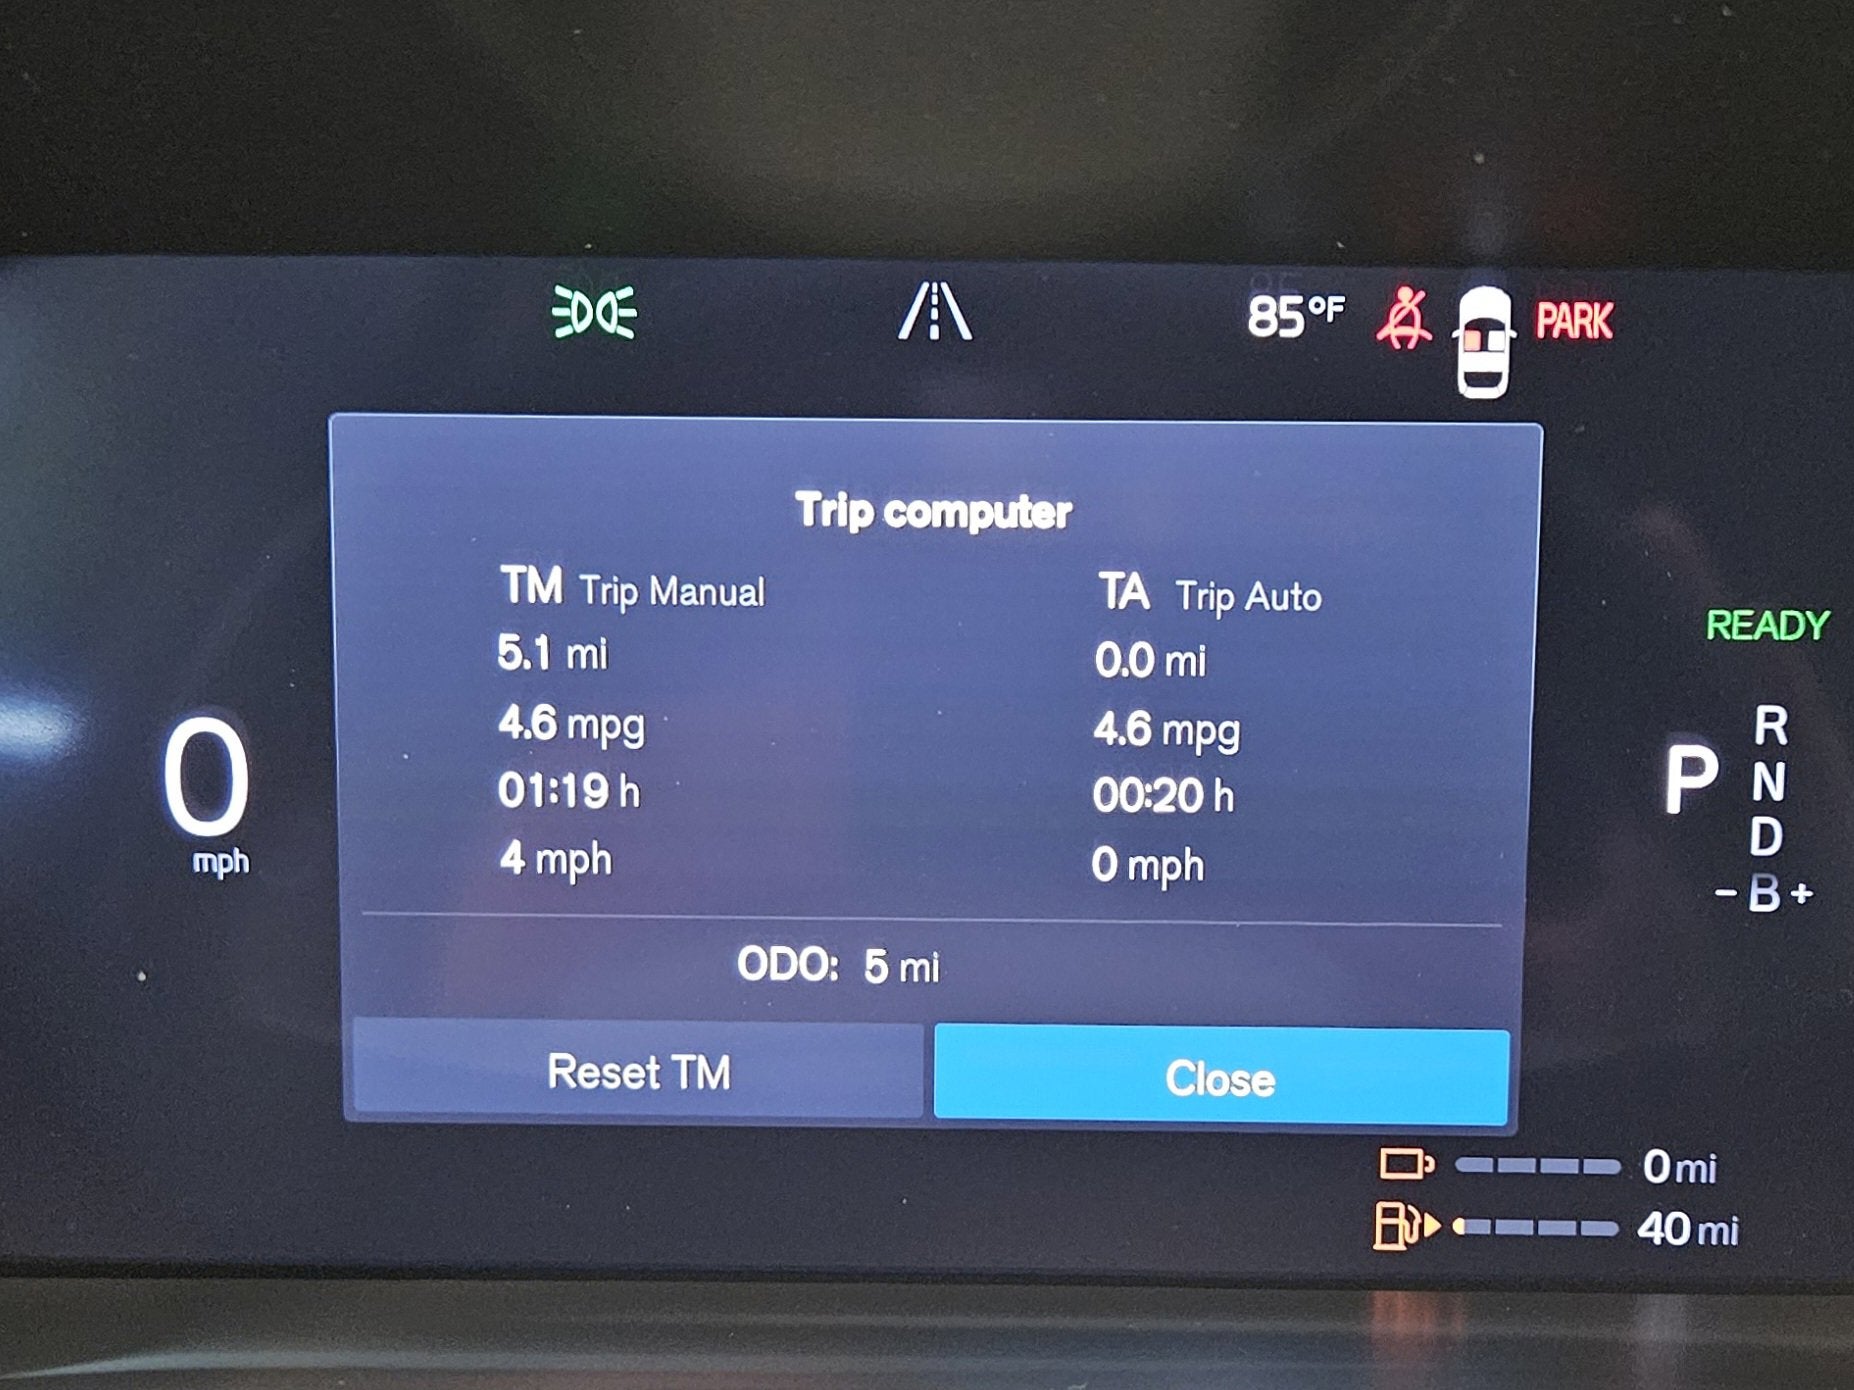 85°F PARK
Trip computer
TM Trip Manual
5.1 mi
4.6 mpg
01:19 h
4 mph
TA Trip Auto
0.0 mi
4.6 mpg
00:20 h
0 mph
ODO: 5 mi
Reset TM
Close
0
mph
READY
P
R
N
D
- B +
0 mi
40 mi